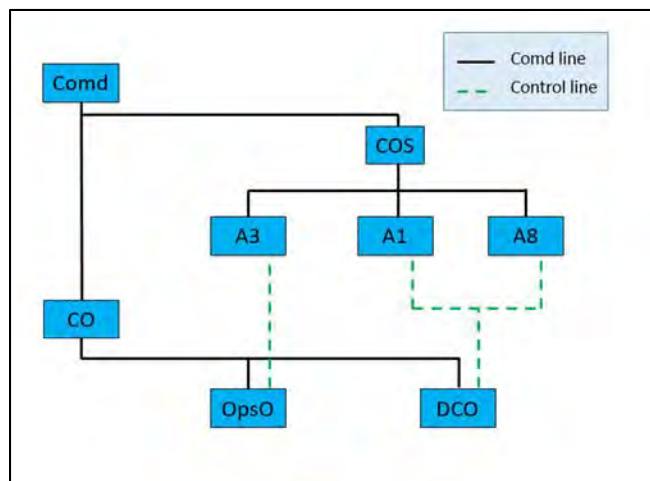 Comd
Comd line
Control line
COS
A3
A1
A8
CO
OpsO
DCO